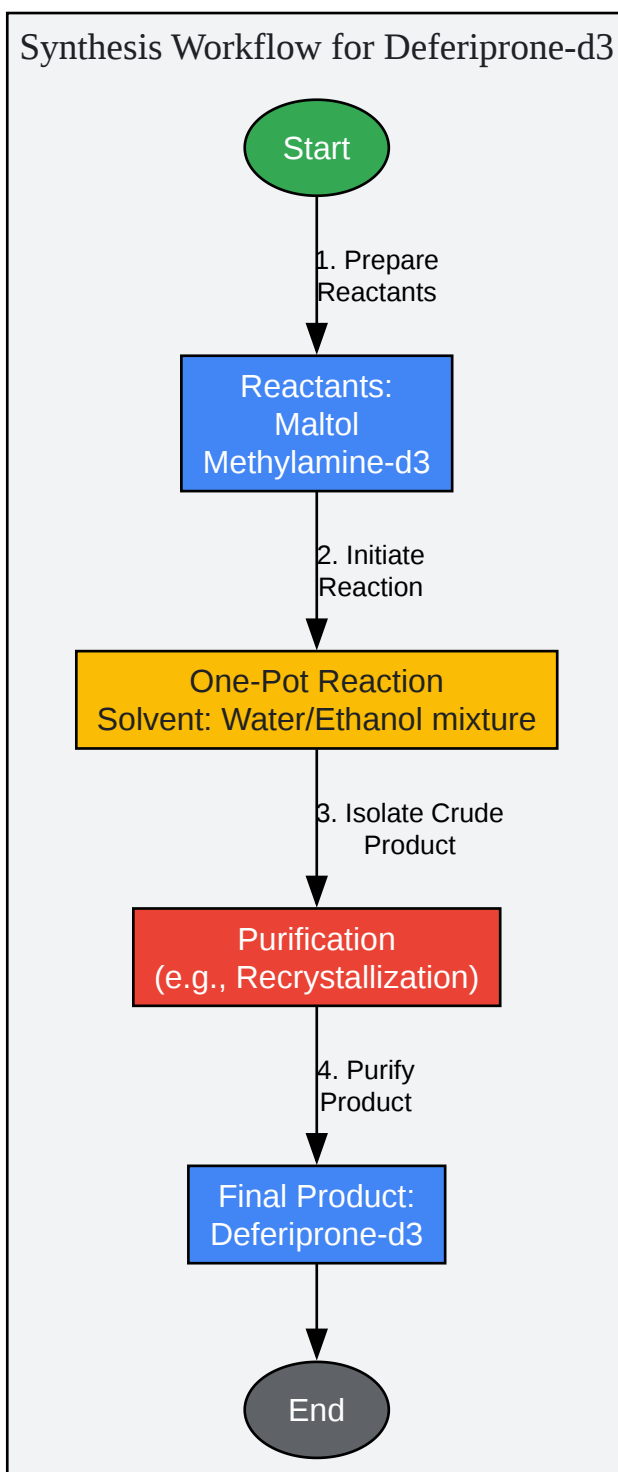 Synthesis Workflow for Deferiprone-d3
Start
1. Prepare
Reactants
Reactants:
Maltol
Methylamine-d3
2. Initiate
Reaction
One-Pot Reaction
Solvent: Water/Ethanol mixture
3. Isolate Crude
Product
Purification
(e.g., Recrystallization)
4. Purify
Product
Final Product:
Deferiprone-d3
End